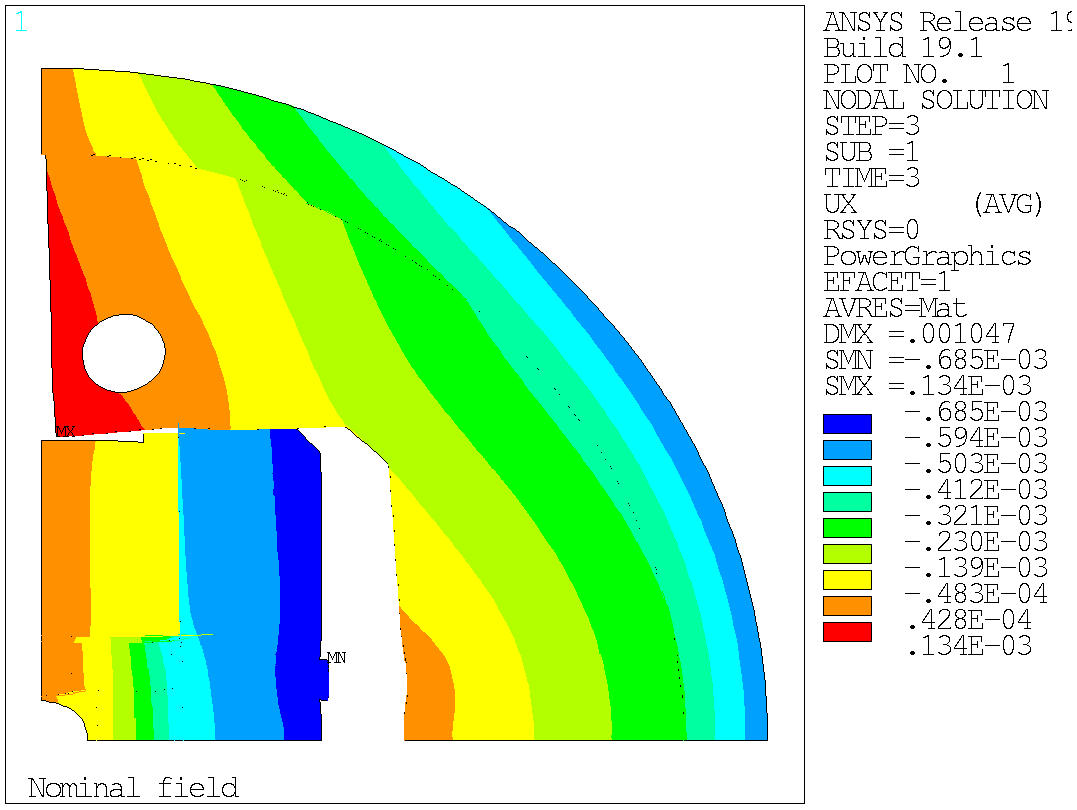 1
ANSYS Release 19
Build 19.1
PLOT NO. 1
NODAL SOLUTION
STEP=3
SUB =1
TIME=3
UX (AVG)
RSYS=0
PowerGraphics
EFACET=1
AVRES=Mat
DMX =.001047
SMN =-.685E-03
SMX =.134E-03
-.685E-03
-.594E-03
-.503E-03
-.412E-03
-.321E-03
-.230E-03
-.139E-03
-.483E-04
.428E-04
.134E-03
MX
MN
Nominal field